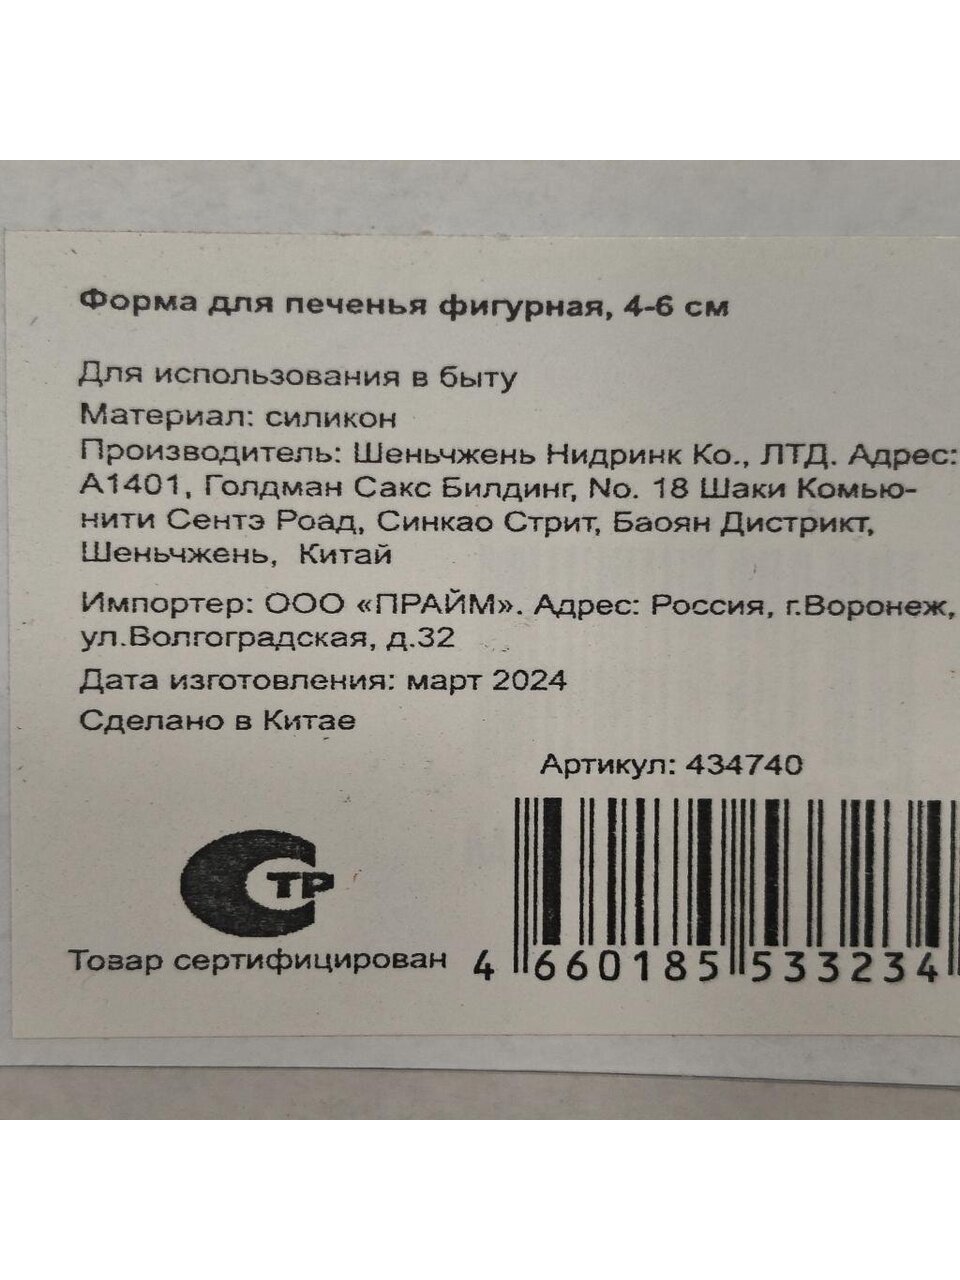 Форма для печенья фигурная, 4-6 см
Для использования в быту
Материал: силикон
Производитель: Шеньчжень Нидринк Ко., ЛТД. Адрес:
А1401, Голдман Сакс Билдинг, No. 18 Шаки Комью-
нити Сентэ Роад, Синкао Стрит, Баоян Дистрикт,
Шеньчжень, Китай
Импортер: ООО «ПРАЙМ». Адрес: Россия, г.Воронеж,
ул.Волгоградская, д.32
Дата изготовления: март 2024
Сделано в Китае
Артикул: 434740
СТР
Товар сертифицирован
4 660185 533234